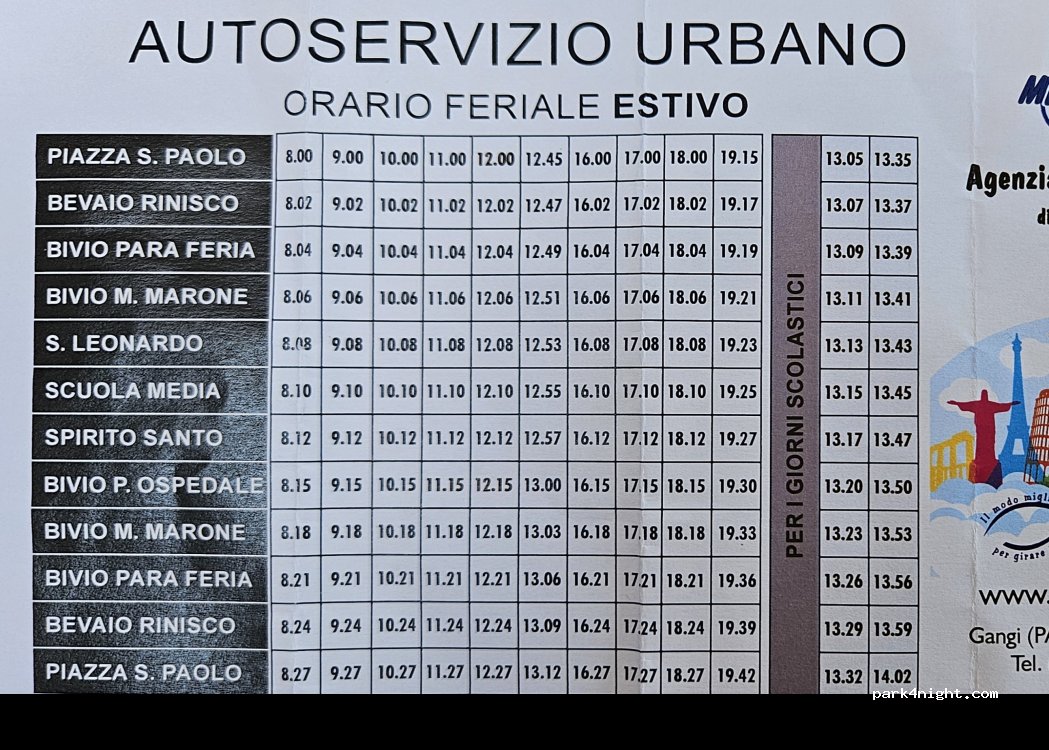 AUTOSERVIZIO URBANO
ORARIO FERIALE ESTIVO
PIAZZA S. PAOLO 8.00 9.00 10.00 11.00 12.00 12.45 16.00 17.00 18.00 19.15 13.05 13.35
BEVAIO RINISCO 8.02 9.02 10.02 11.02 12.02 12.47 16.02 17.02 18.02 19.17 13.07 13.37
BIVIO PARA FERIA 8.04 9.04 10.04 11.04 12.04 12.49 16.04 17.04 18.04 19.19 13.09 13.39
BIVIO M. MARONE 8.06 9.06 10.06 11.06 12.06 12.51 16.06 17.06 18.06 19.21 13.11 13.41
S. LEONARDO 8.08 9.08 10.08 11.08 12.08 12.53 16.08 17.08 18.08 19.23 13.13 13.43
SCUOLA MEDIA 8.10 9.10 10.10 11.10 12.10 12.55 16.10 17.10 18.10 19.25 13.15 13.45
SPIRITO SANTO 8.12 9.12 10.12 11.12 12.12 12.57 16.12 17.12 18.12 19.27 13.17 13.47
BIVIO P. OSPEDALE 8.15 9.15 10.15 11.15 12.15 13.00 16.15 17.15 18.15 19.30 13.20 13.50
BIVIO M. MARONE 8.18 9.18 10.18 11.18 12.18 13.03 16.18 17.18 18.18 19.33 13.23 13.53
BIVIO PARA FERIA 8.21 9.21 10.21 11.21 12.21 13.06 16.21 17.21 18.21 19.36 13.26 13.56
BEVAIO RINISCO 8.24 9.24 10.24 11.24 12.24 13.09 16.24 17.24 18.24 19.39 13.29 13.59
PIAZZA S. PAOLO 8.27 9.27 10.27 11.27 12.27 13.12 16.27 17.27 18.27 19.42 13.32 14.02
PER I GIORNI SCOLASTICI
Agenzia
di
il modo
per girare
www.
Gangi (PA
Tel.
park4night.com